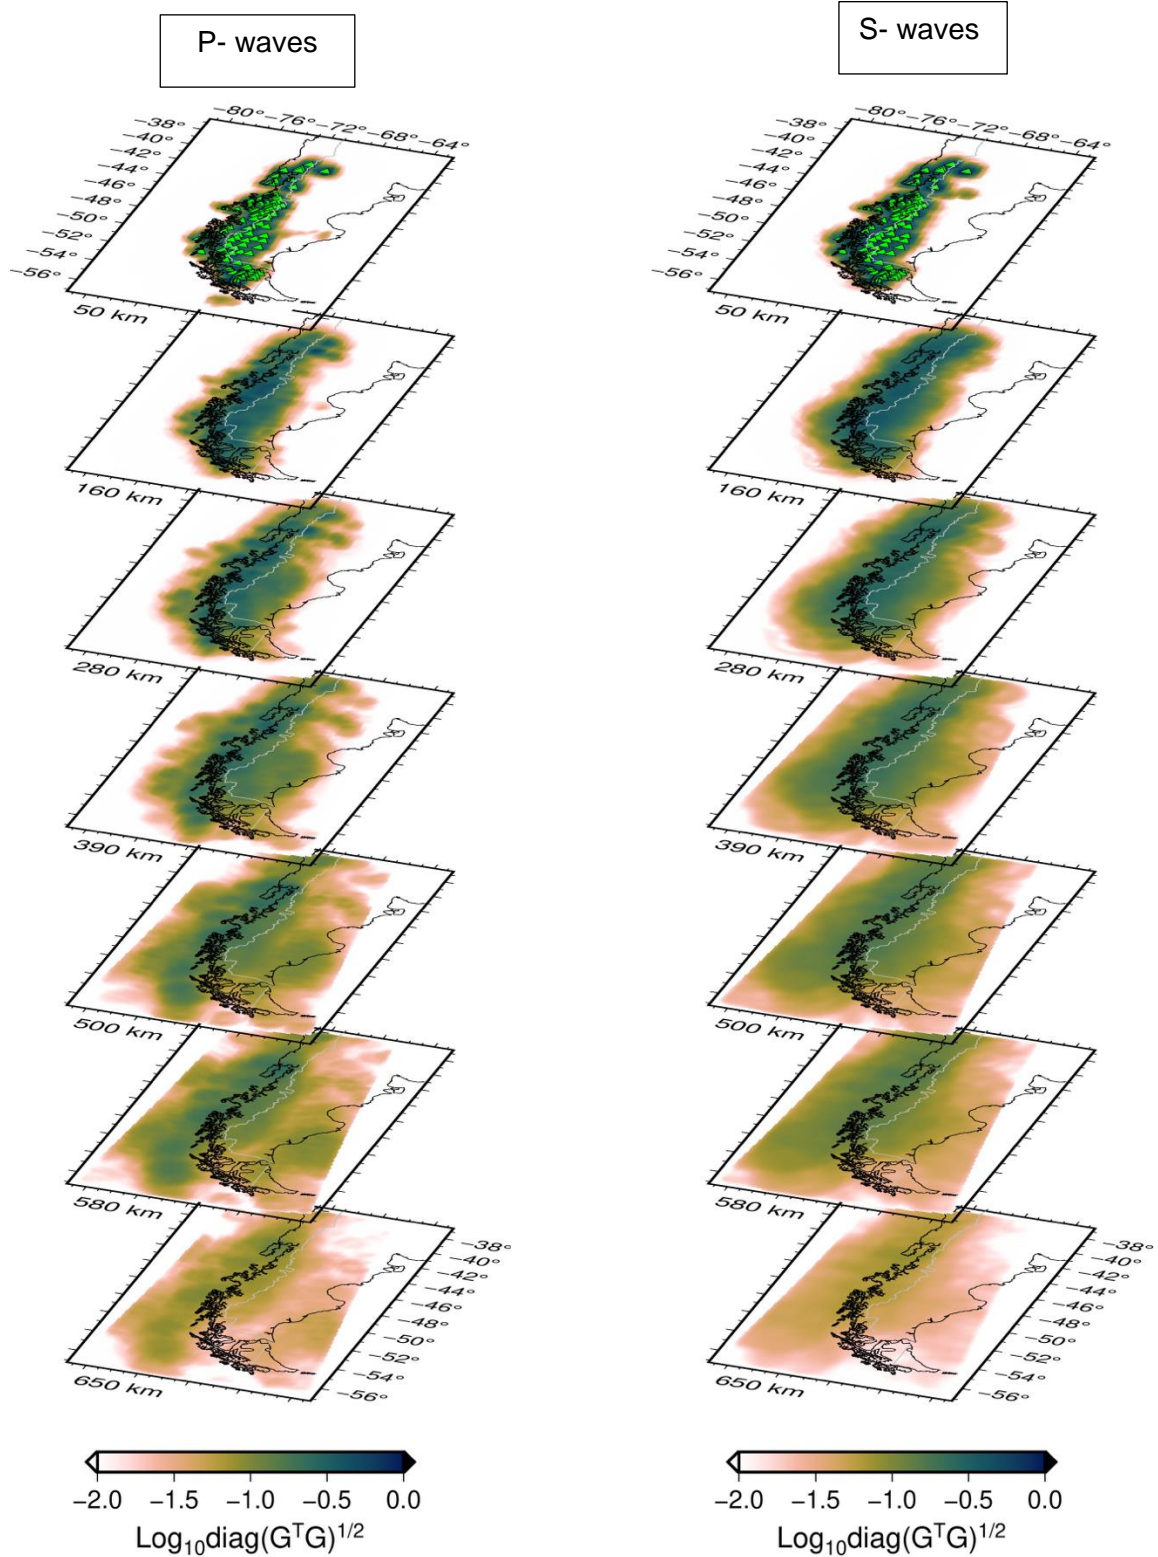 P- waves
S- waves
−80° −76° −72° −68° −64°
−38°
−40°
−42°
−44°
−46°
−48°
−50°
−52°
−54°
−56°
50 km
160 km
280 km
390 km
500 km
580 km
650 km
−38°
−40°
−42°
−44°
−46°
−48°
−50°
−52°
−54°
−56°
−2.0 −1.5 −1.0 −0.5 0.0
Log₁₀diag(GᵀG)¹/²
−80° −76° −72° −68° −64°
−38°
−40°
−42°
−44°
−46°
−48°
−50°
−52°
−54°
−56°
50 km
160 km
280 km
390 km
500 km
580 km
650 km
−38°
−40°
−42°
−44°
−46°
−48°
−50°
−52°
−54°
−56°
−2.0 −1.5 −1.0 −0.5 0.0
Log₁₀diag(GᵀG)¹/²